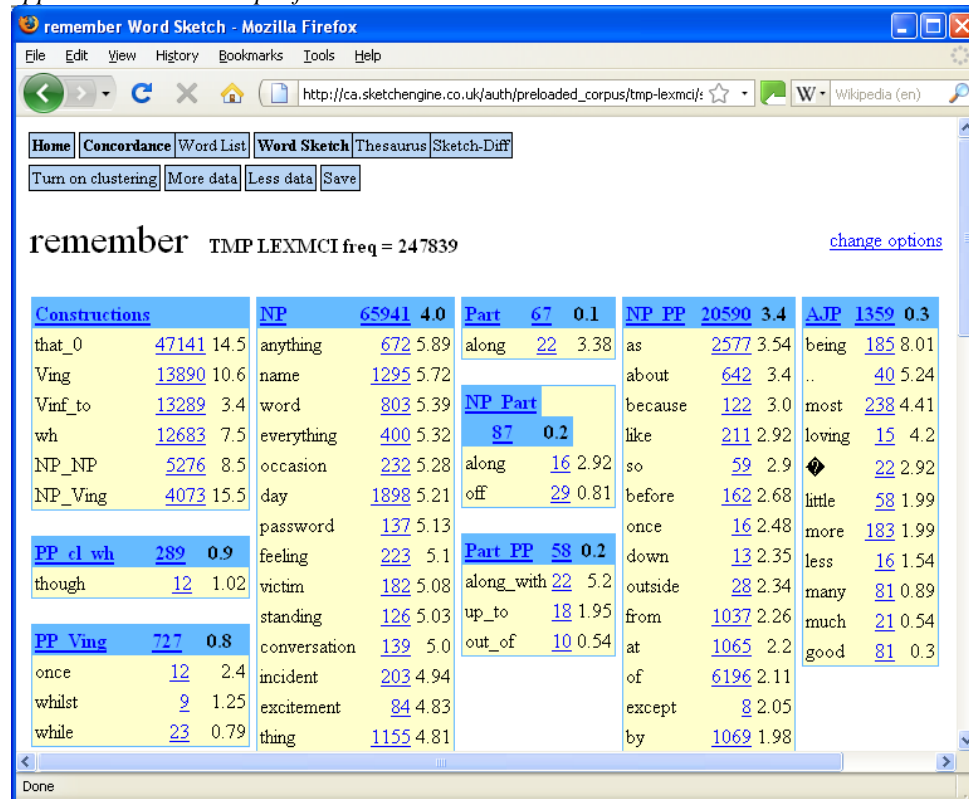 remember Word Sketch - Mozilla Firefox
File Edit View History Bookmarks Tools Help
http://ca.sketchengine.co.uk/auth/preloaded_corpus/tmp-lexmci/s
W Wikipedia (en)
Home Concordance Word List Word Sketch Thesaurus Sketch-Diff
Turn on clustering More data Less data Save
remember TMP LEXMCI freq = 247839
change options
Constructions
that_0 47141 14.5
Ving 13890 10.6
Vinf_to 13289 3.4
wh 12683 7.5
NP_NP 5276 8.5
NP_Ving 4073 15.5
PP_cl_wh 289 0.9
though 12 1.02
PP_Ving 727 0.8
once 12 2.4
whilst 9 1.25
while 23 0.79
NP 65941 4.0
anything 672 5.89
name 1295 5.72
word 803 5.39
everything 400 5.32
occasion 232 5.28
day 1898 5.21
password 137 5.13
feeling 223 5.1
victim 182 5.08
standing 126 5.03
conversation 139 5.0
incident 203 4.94
excitement 84 4.83
thing 1155 4.81
Part 67 0.1
along 22 3.38
NP_Part
87 0.2
along 16 2.92
off 29 0.81
Part_PP 58 0.2
along_with 22 5.2
up_to 18 1.95
out_of 10 0.54
NP_PP 20590 3.4
as 2577 3.54
about 642 3.4
because 122 3.0
like 211 2.92
so 59 2.9
before 162 2.68
once 16 2.48
down 13 2.35
outside 28 2.34
from 1037 2.26
at 1065 2.2
of 6196 2.11
except 8 2.05
by 1069 1.98
AJP 1359 0.3
being 185 8.01
.. 40 5.24
most 238 4.41
loving 15 4.2
� 22 2.92
little 58 1.99
more 183 1.99
less 16 1.54
many 81 0.89
much 21 0.54
good 81 0.3
Done